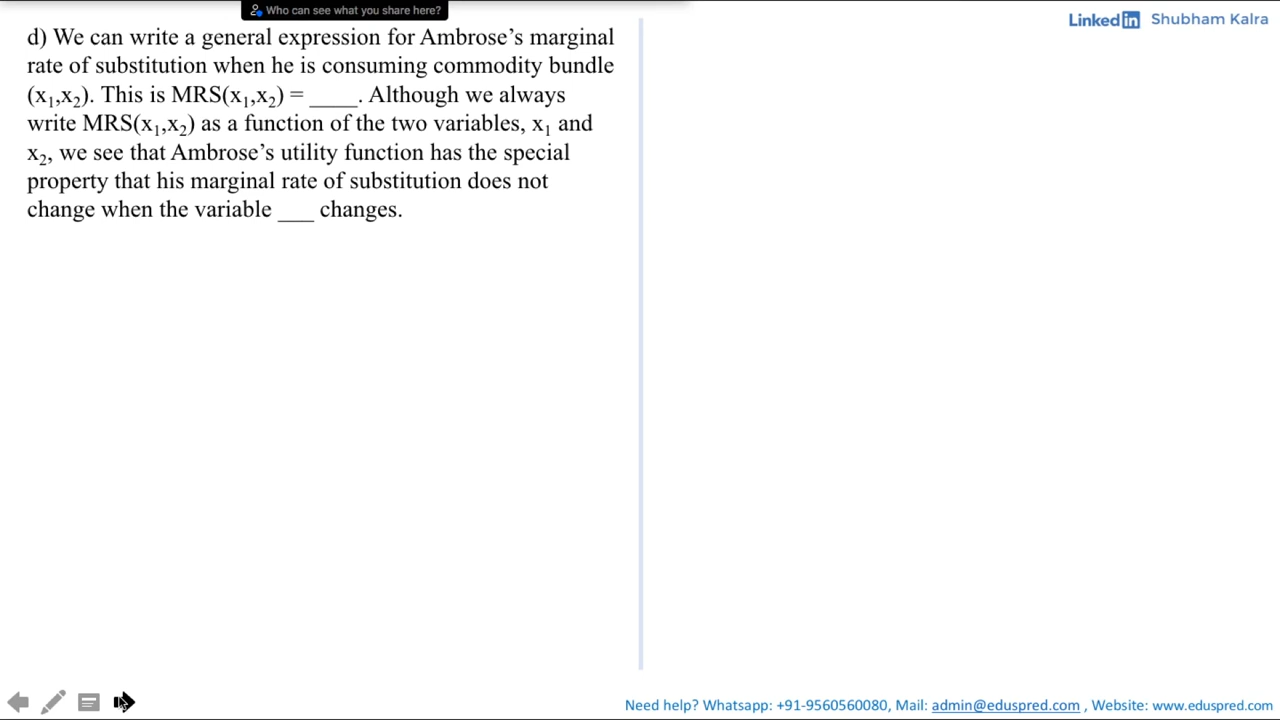 Who can see what you share here?
d) We can write a general expression for Ambrose’s marginal
rate of substitution when he is consuming commodity bundle
(x₁,x₂). This is MRS(x₁,x₂) = ____. Although we always
write MRS(x₁,x₂) as a function of the two variables, x₁ and
x₂, we see that Ambrose’s utility function has the special
property that his marginal rate of substitution does not
change when the variable ___ changes.
Linked in Shubham Kalra
Need help? Whatsapp: +91-9560560080, Mail: admin@eduspred.com , Website: www.eduspred.com